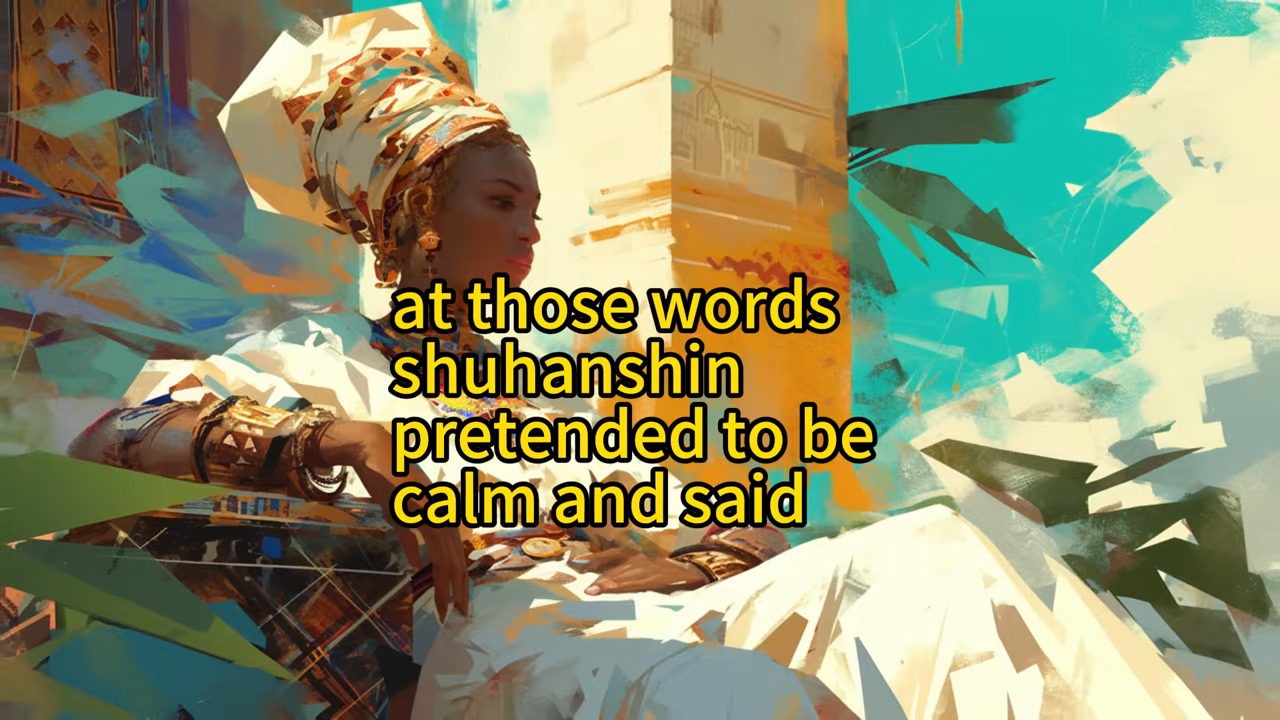 at those words
shuhanshin
pretended to be
calm and said